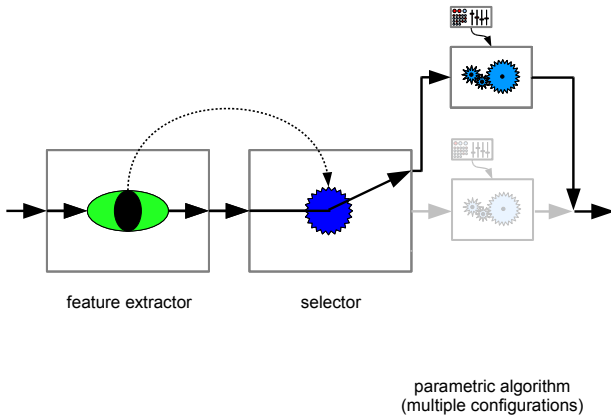 feature extractor
selector
parametric algorithm
(multiple configurations)